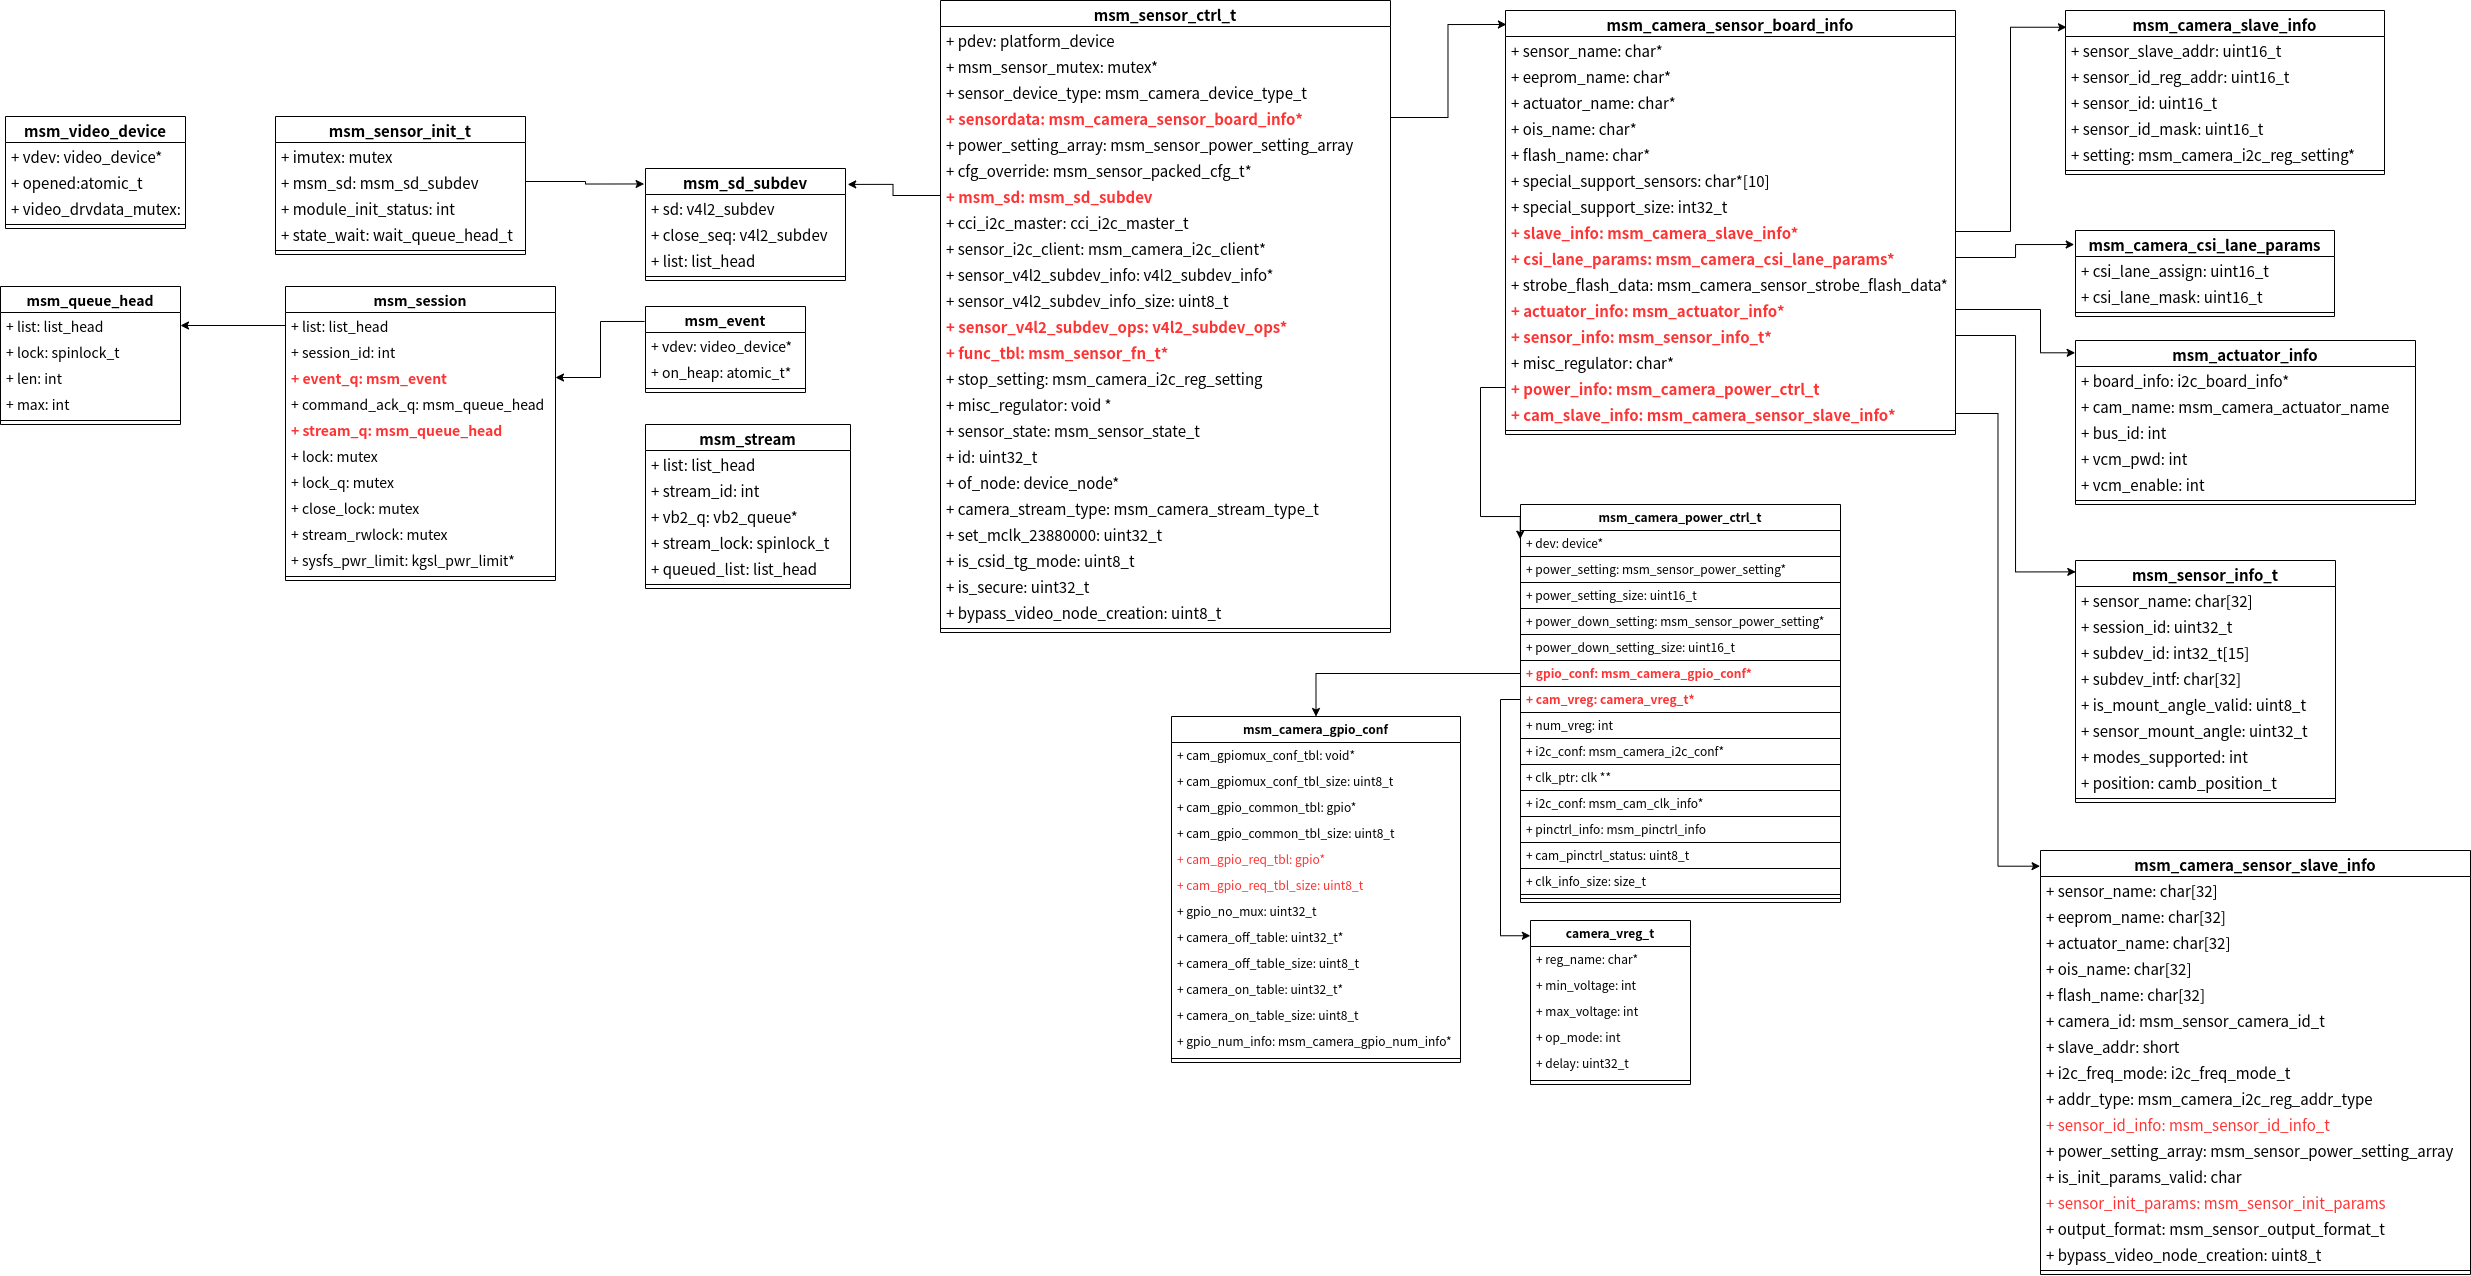 msm_video_device
+ vdev: video_device*
+ opened:atomic_t
+ video_drvdata_mutex:
msm_queue_head
+ list: list_head
+ lock: spinlock_t
+ len: int
+ max: int
msm_sensor_init_t
+ imutex: mutex
+ msm_sd: msm_sd_subdev
+ module_init_status: int
+ state_wait: wait_queue_head_t
msm_session
+ list: list_head
+ session_id: int
+ event_q: msm_event
+ command_ack_q: msm_queue_head
+ stream_q: msm_queue_head
+ lock: mutex
+ lock_q: mutex
+ close_lock: mutex
+ stream_rwlock: mutex
+ sysfs_pwr_limit: kgsl_pwr_limit*
msm_sd_subdev
+ sd: v4l2_subdev
+ close_seq: v4l2_subdev
+ list: list_head
msm_event
+ vdev: video_device*
+ on_heap: atomic_t*
msm_stream
+ list: list_head
+ stream_id: int
+ vb2_q: vb2_queue*
+ stream_lock: spinlock_t
+ queued_list: list_head
msm_sensor_ctrl_t
+ pdev: platform_device
+ msm_sensor_mutex: mutex*
+ sensor_device_type: msm_camera_device_type_t
+ sensordata: msm_camera_sensor_board_info*
+ power_setting_array: msm_sensor_power_setting_array
+ cfg_override: msm_sensor_packed_cfg_t*
+ msm_sd: msm_sd_subdev
+ cci_i2c_master: cci_i2c_master_t
+ sensor_i2c_client: msm_camera_i2c_client*
+ sensor_v4l2_subdev_info: v4l2_subdev_info*
+ sensor_v4l2_subdev_info_size: uint8_t
+ sensor_v4l2_subdev_ops: v4l2_subdev_ops*
+ func_tbl: msm_sensor_fn_t*
+ stop_setting: msm_camera_i2c_reg_setting
+ misc_regulator: void *
+ sensor_state: msm_sensor_state_t
+ id: uint32_t
+ of_node: device_node*
+ camera_stream_type: msm_camera_stream_type_t
+ set_mclk_23880000: uint32_t
+ is_csid_tg_mode: uint8_t
+ is_secure: uint32_t
+ bypass_video_node_creation: uint8_t
msm_camera_sensor_board_info
+ sensor_name: char*
+ eeprom_name: char*
+ actuator_name: char*
+ ois_name: char*
+ flash_name: char*
+ special_support_sensors: char*[10]
+ special_support_size: int32_t
+ slave_info: msm_camera_slave_info*
+ csi_lane_params: msm_camera_csi_lane_params*
+ strobe_flash_data: msm_camera_sensor_strobe_flash_data*
+ actuator_info: msm_actuator_info*
+ sensor_info: msm_sensor_info_t*
+ misc_regulator: char*
+ power_info: msm_camera_power_ctrl_t
+ cam_slave_info: msm_camera_sensor_slave_info*
msm_camera_power_ctrl_t
+ dev: device*
+ power_setting: msm_sensor_power_setting*
+ power_setting_size: uint16_t
+ power_down_setting: msm_sensor_power_setting*
+ power_down_setting_size: uint16_t
+ gpio_conf: msm_camera_gpio_conf*
+ cam_vreg: camera_vreg_t*
+ num_vreg: int
+ i2c_conf: msm_camera_i2c_conf*
+ clk_ptr: clk **
+ i2c_conf: msm_cam_clk_info*
+ pinctrl_info: msm_pinctrl_info
+ cam_pinctrl_status: uint8_t
+ clk_info_size: size_t
msm_camera_gpio_conf
+ cam_gpiomux_conf_tbl: void*
+ cam_gpiomux_conf_tbl_size: uint8_t
+ cam_gpio_common_tbl: gpio*
+ cam_gpio_common_tbl_size: uint8_t
+ cam_gpio_req_tbl: gpio*
+ cam_gpio_req_tbl_size: uint8_t
+ gpio_no_mux: uint32_t
+ camera_off_table: uint32_t*
+ camera_off_table_size: uint8_t
+ camera_on_table: uint32_t*
+ camera_on_table_size: uint8_t
+ gpio_num_info: msm_camera_gpio_num_info*
camera_vreg_t
+ reg_name: char*
+ min_voltage: int
+ max_voltage: int
+ op_mode: int
+ delay: uint32_t
msm_camera_slave_info
+ sensor_slave_addr: uint16_t
+ sensor_id_reg_addr: uint16_t
+ sensor_id: uint16_t
+ sensor_id_mask: uint16_t
+ setting: msm_camera_i2c_reg_setting*
msm_camera_csi_lane_params
+ csi_lane_assign: uint16_t
+ csi_lane_mask: uint16_t
msm_actuator_info
+ board_info: i2c_board_info*
+ cam_name: msm_camera_actuator_name
+ bus_id: int
+ vcm_pwd: int
+ vcm_enable: int
msm_sensor_info_t
+ sensor_name: char[32]
+ session_id: uint32_t
+ subdev_id: int32_t[15]
+ subdev_intf: char[32]
+ is_mount_angle_valid: uint8_t
+ sensor_mount_angle: uint32_t
+ modes_supported: int
+ position: camb_position_t
msm_camera_sensor_slave_info
+ sensor_name: char[32]
+ eeprom_name: char[32]
+ actuator_name: char[32]
+ ois_name: char[32]
+ flash_name: char[32]
+ camera_id: msm_sensor_camera_id_t
+ slave_addr: short
+ i2c_freq_mode: i2c_freq_mode_t
+ addr_type: msm_camera_i2c_reg_addr_type
+ sensor_id_info: msm_sensor_id_info_t
+ power_setting_array: msm_sensor_power_setting_array
+ is_init_params_valid: char
+ sensor_init_params: msm_sensor_init_params
+ output_format: msm_sensor_output_format_t
+ bypass_video_node_creation: uint8_t